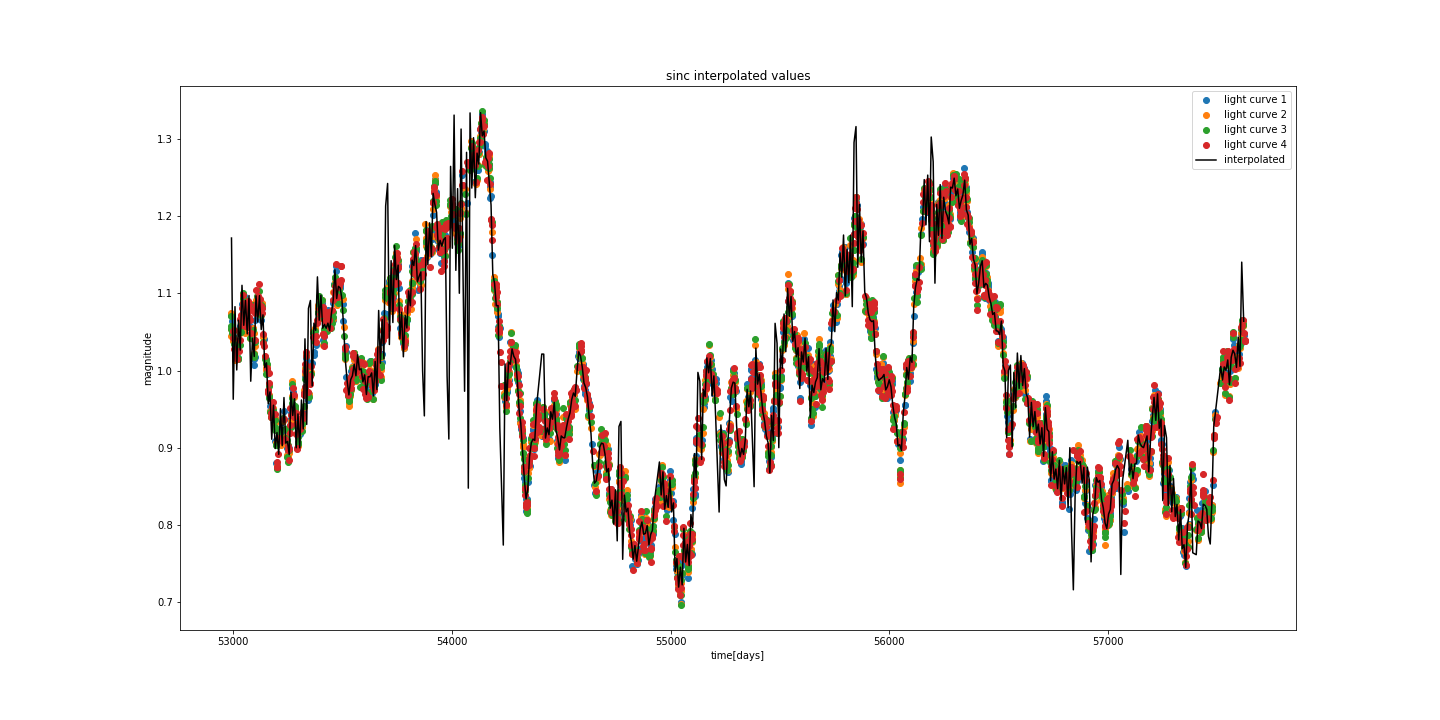 sinc interpolated values
light curve 1
light curve 2
light curve 3
light curve 4
interpolated
magnitude
1.3
1.2
1.1
1.0
0.9
0.8
0.7
53000 54000 55000 56000 57000
time[days]